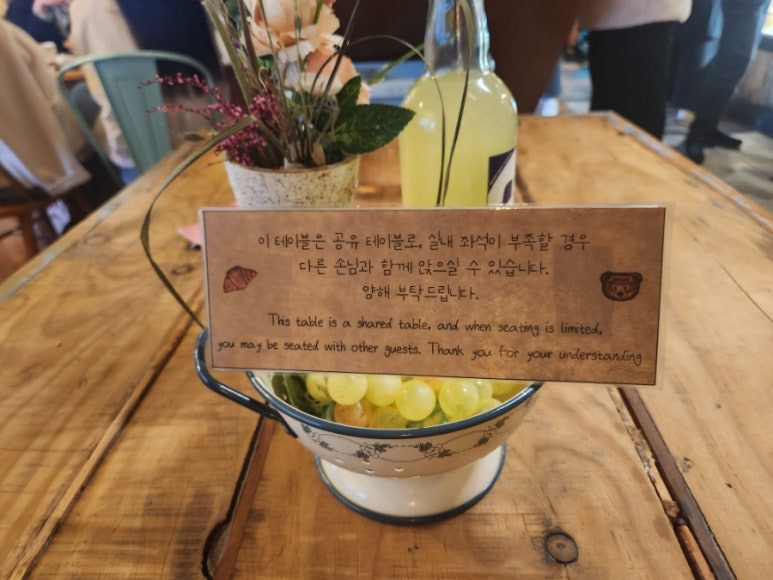 이 테이블은 공유 테이블로, 실내 좌석이 부족할 경우
다른 손님과 함께 앉으실 수 있습니다.
양해 부탁드립니다.
This table is a shared table, and when seating is limited,
you may be seated with other guests. Thank you for your understanding